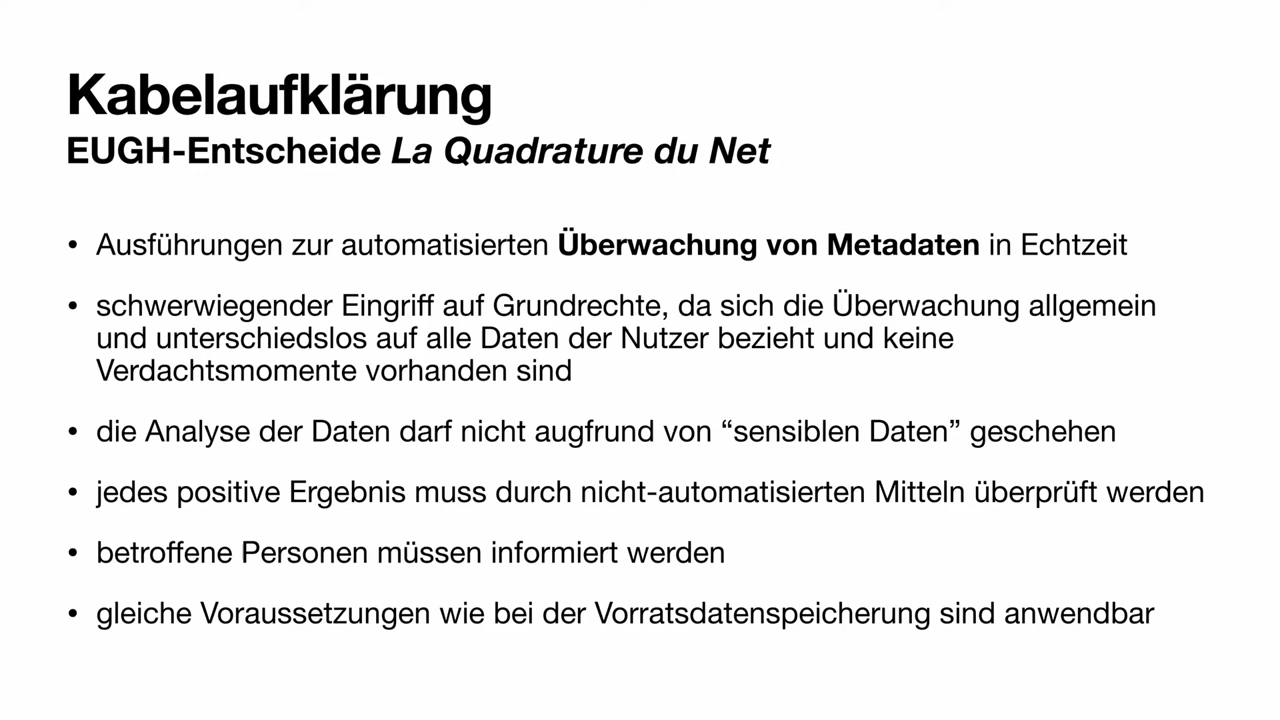 Kabelaufklärung
EUGH-Entscheide La Quadrature du Net
• Ausführungen zur automatisierten Überwachung von Metadaten in Echtzeit
• schwerwiegender Eingriff auf Grundrechte, da sich die Überwachung allgemein
und unterschiedslos auf alle Daten der Nutzer bezieht und keine
Verdachtsmomente vorhanden sind
• die Analyse der Daten darf nicht augfrund von “sensiblen Daten” geschehen
• jedes positive Ergebnis muss durch nicht-automatisierten Mitteln überprüft werden
• betroffene Personen müssen informiert werden
• gleiche Voraussetzungen wie bei der Vorratsdatenspeicherung sind anwendbar